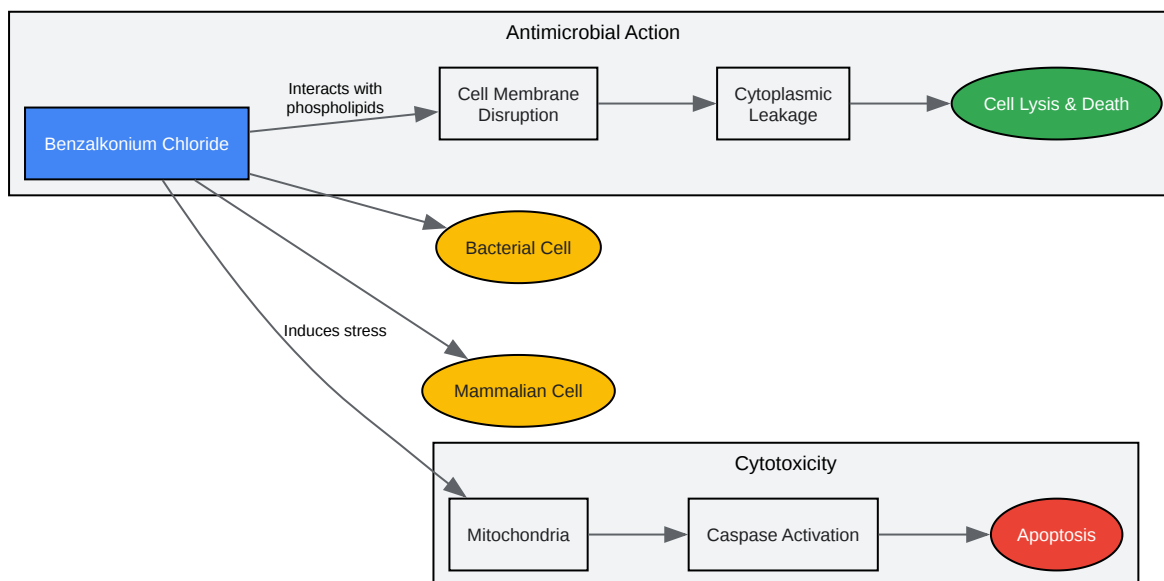 Antimicrobial Action
Interacts with
phospholipids
Cell Membrane
Disruption
Cytoplasmic
Leakage
Cell Lysis & Death
Benzalkonium Chloride
Bacterial Cell
Induces stress
Mammalian Cell
Cytotoxicity
Mitochondria
Caspase Activation
Apoptosis